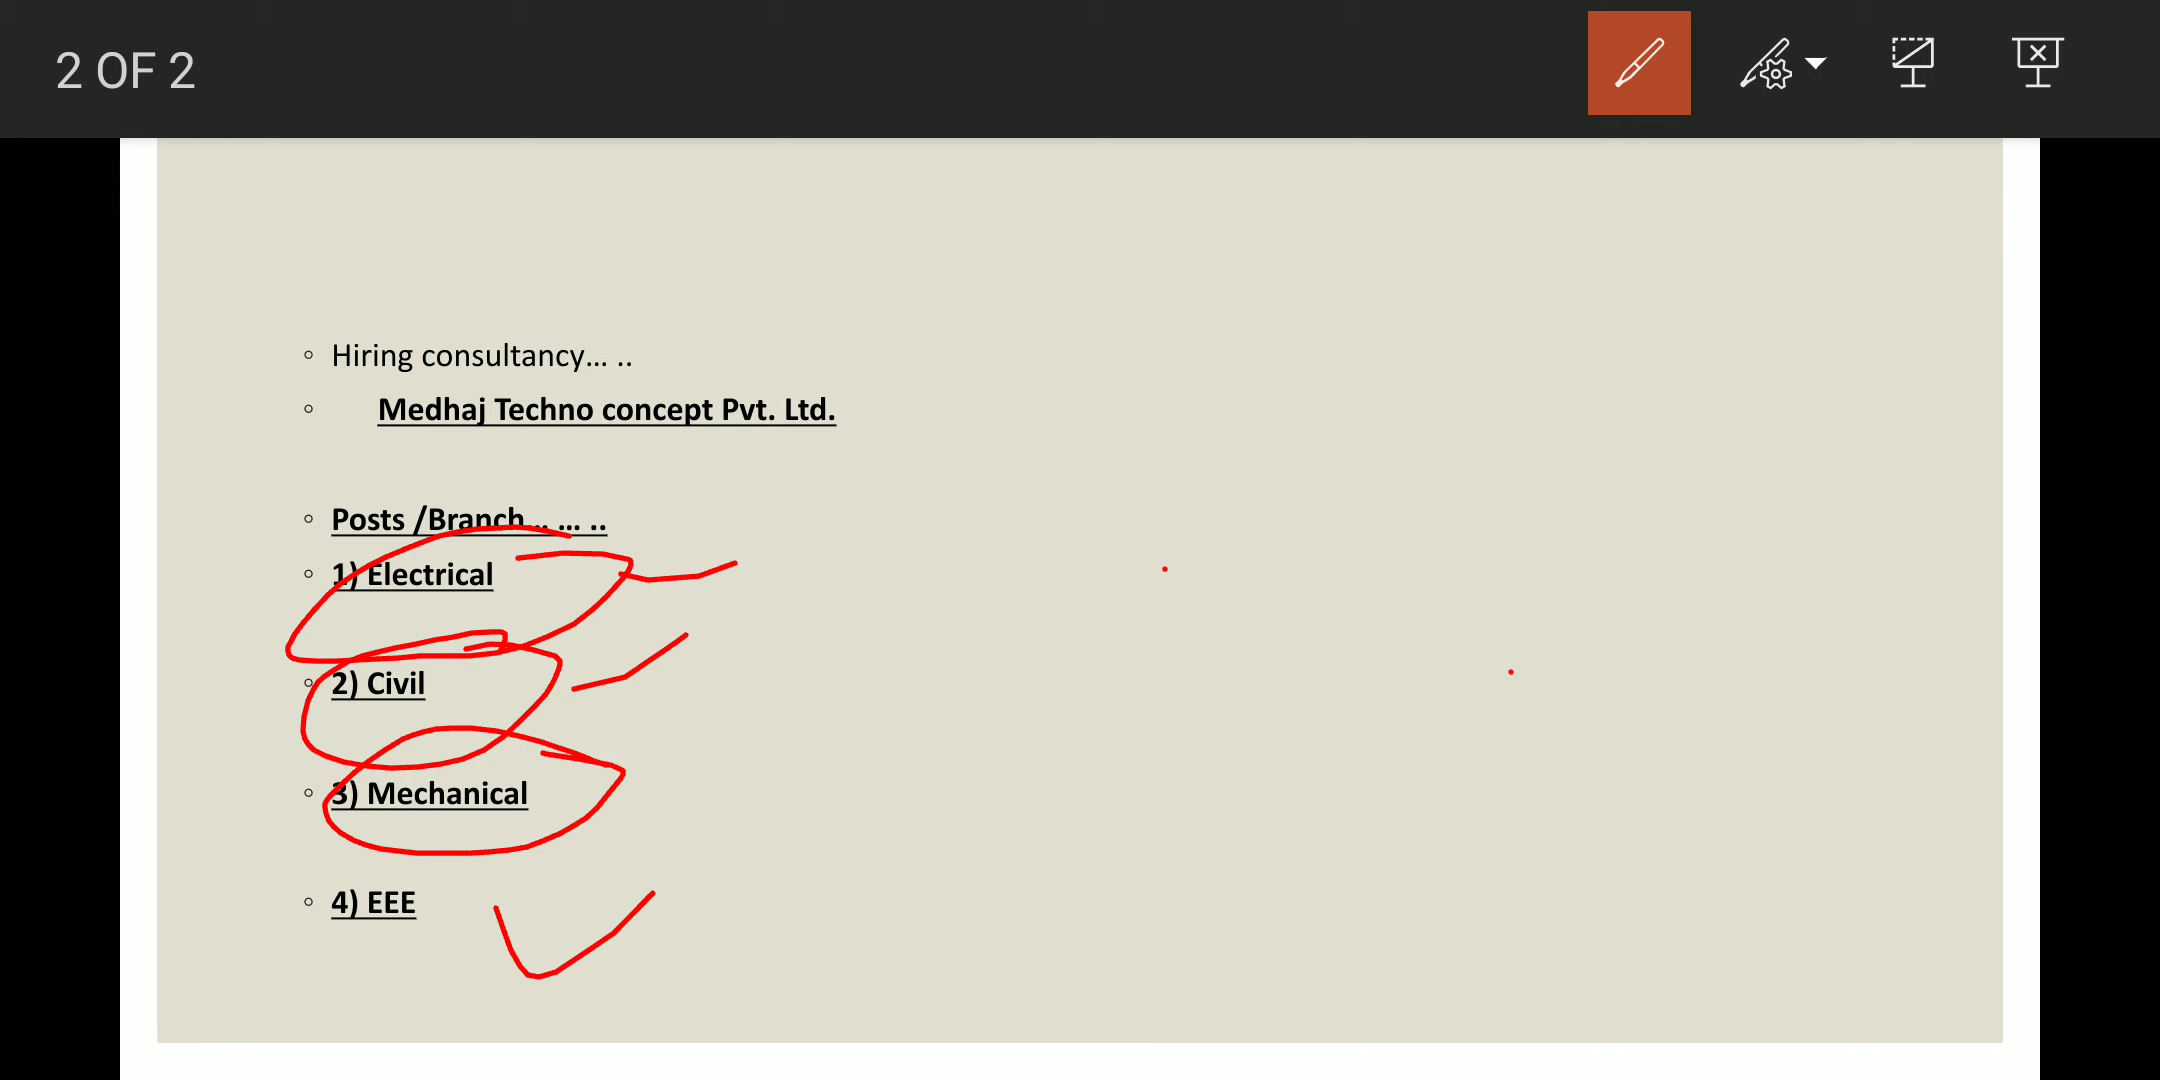 2 OF 2
Hiring consultancy... ..
Medhaj Techno concept Pvt. Ltd.
Posts /Branch... ... ..
1) Electrical
2) Civil
3) Mechanical
4) EEE